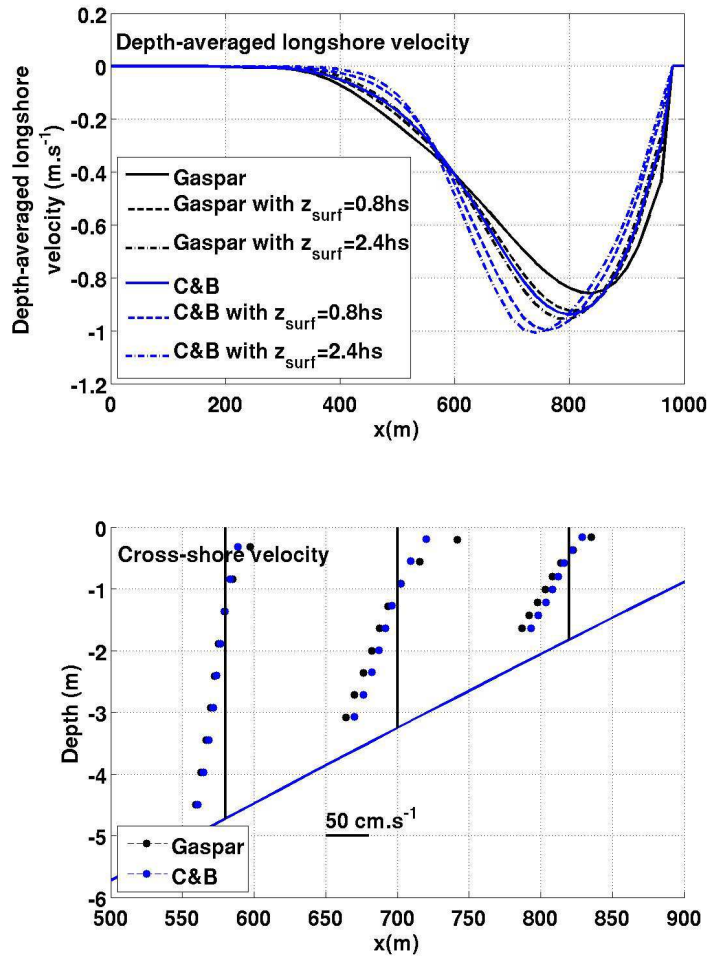 0.2
Depth-averaged longshore velocity
0
-0.2
-0.4
-0.6
-0.8
-1
-1.2
Depth-averaged longshore
velocity (m.s-1)
Gaspar
Gaspar with zsurf=0.8hs
Gaspar with zsurf=2.4hs
C&B
C&B with zsurf=0.8hs
C&B with zsurf=2.4hs
0 200 400 600 800 1000
x(m)
0
Cross-shore velocity
-1
-2
-3
-4
-5
-6
Depth (m)
50 cm.s-1
Gaspar
C&B
500 550 600 650 700 750 800 850 900
x(m)